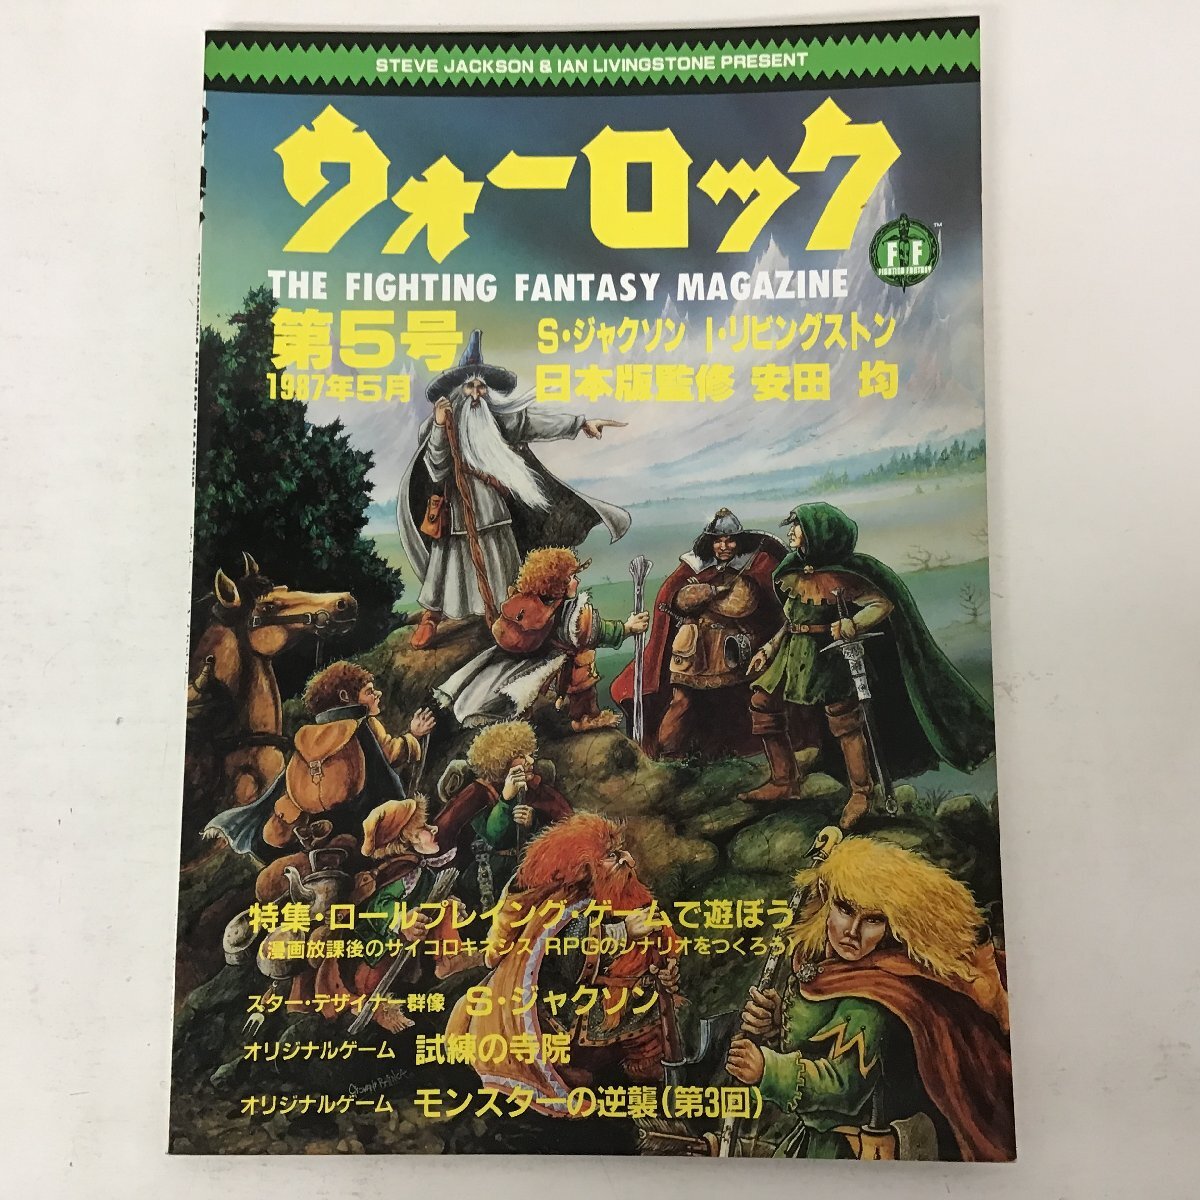 STEVE JACKSON & IAN LIVINGSTONE PRESENT
ウォーロック
THE FIGHTING FANTASY MAGAZINE
FF
TM
FIGHTING FANTASY
第5号
1987年5月
S・ジャクソン I・リビングストン
日本版監修 安田 均
特集・ロールプレイング・ゲームで遊ぼう
(漫画放課後のサイコロキネシス RPGのシナリオをつくろう)
スター・デザイナー群像 S・ジャクソン
オリジナルゲーム 試練の寺院
オリジナルゲーム モンスターの逆襲(第3回)